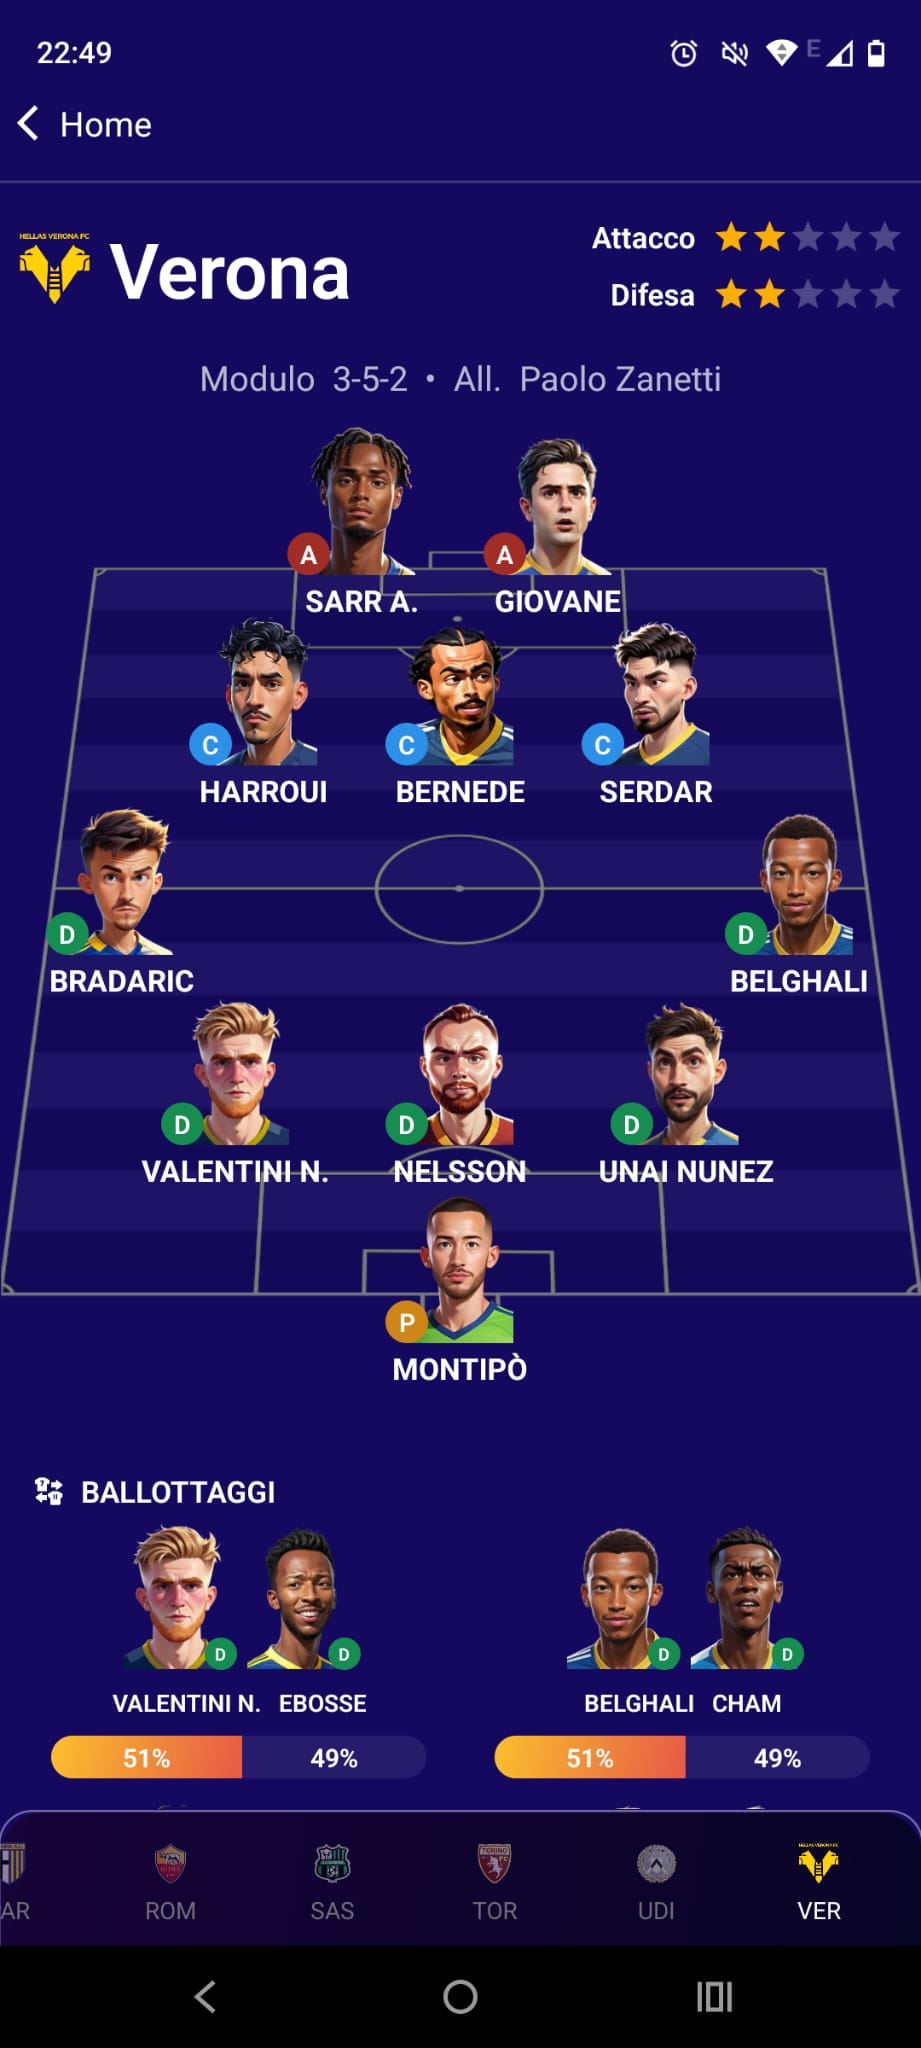 22:49
E
Home
HELLAS VERONA FC
Verona
Attacco
Difesa
Modulo 3-5-2 • All. Paolo Zanetti
A
A
SARR A.
GIOVANE
C
C
C
HARROUI
BERNEDE
SERDAR
D
D
BRADARIC
BELGHALI
D
D
D
VALENTINI N.
NELSSON
UNAI NUNEZ
P
MONTIPÒ
BALLOTTAGGI
D
D
D
D
VALENTINI N. EBOSSE
BELGHALI CHAM
51% 49%
51% 49%
AR
ROM
SAS
TOR
UDI
VER